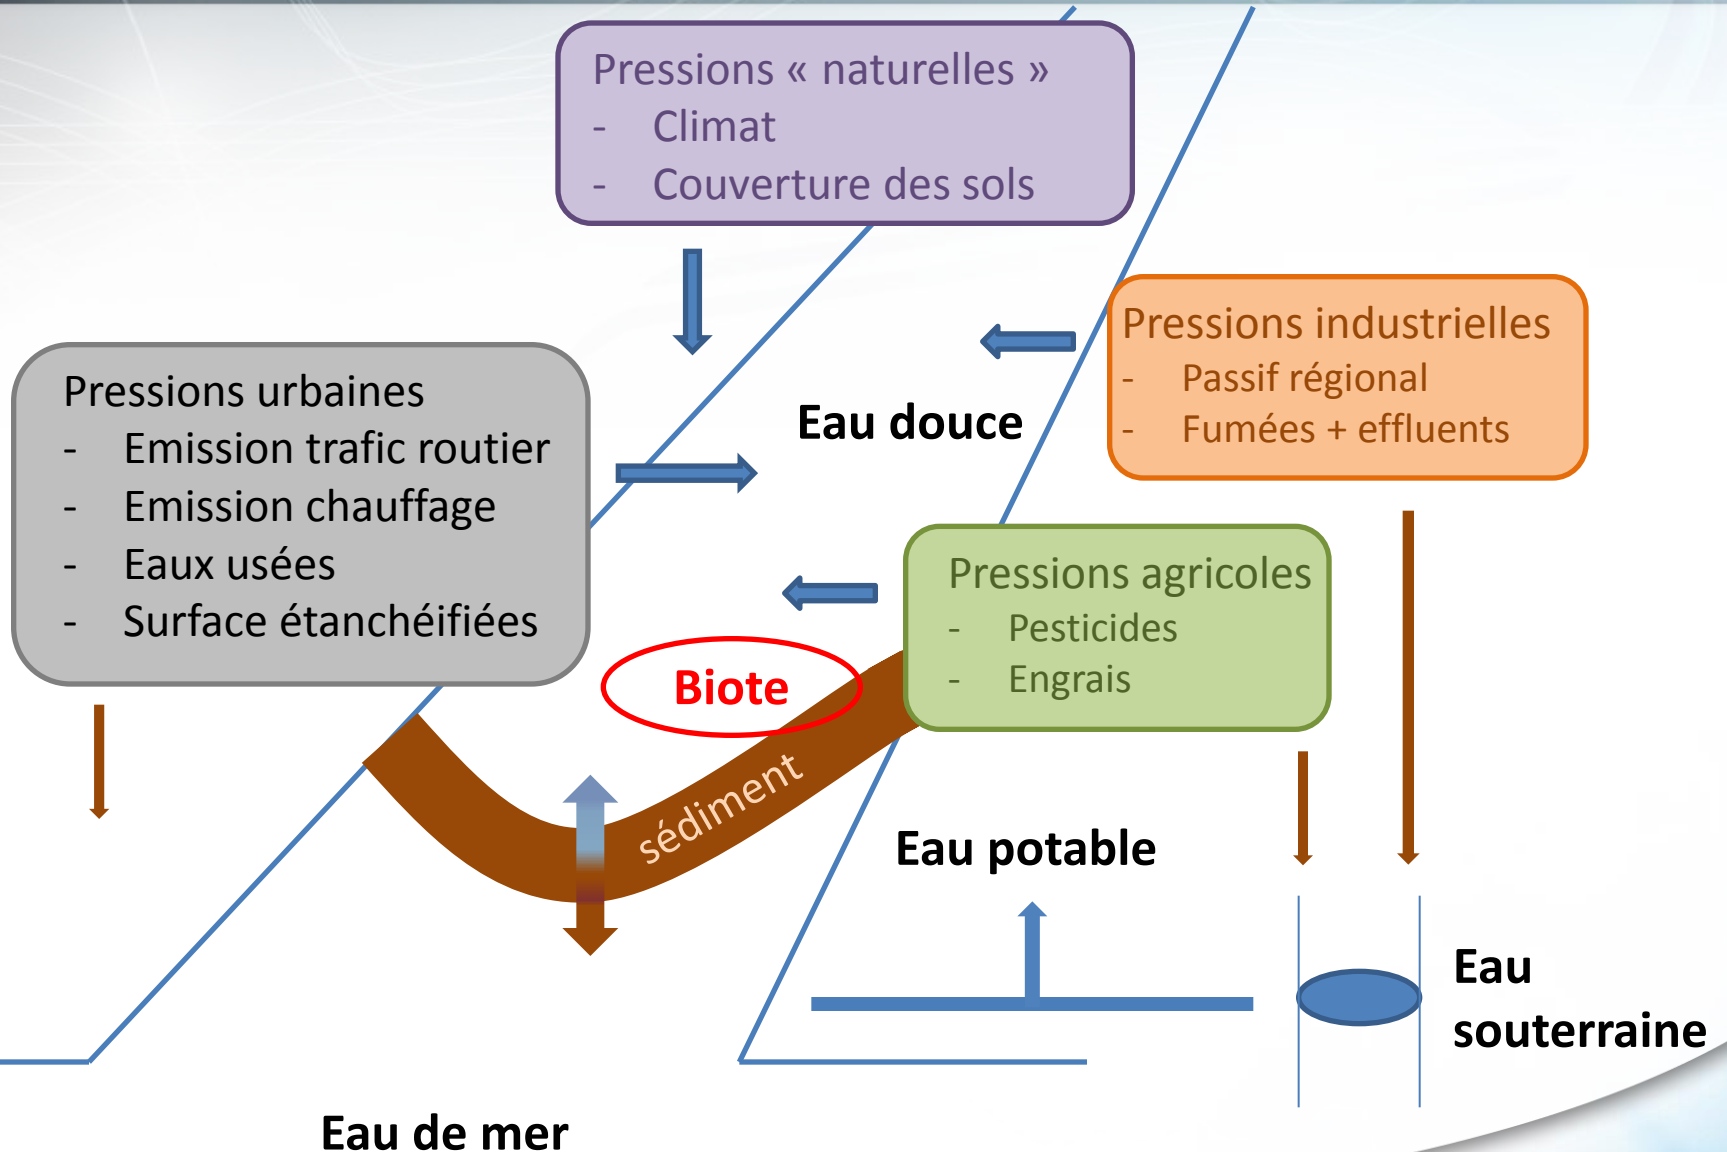 Pressions « naturelles »
- Climat
- Couverture des sols
Pressions industrielles
- Passif régional
- Fumées + effluents
Pressions urbaines
- Emission trafic routier
- Emission chauffage
- Eaux usées
- Surface étanchéifiées
Eau douce
Pressions agricoles
- Pesticides
- Engrais
Biote
sédiment
Eau potable
Eau
souterraine
Eau de mer